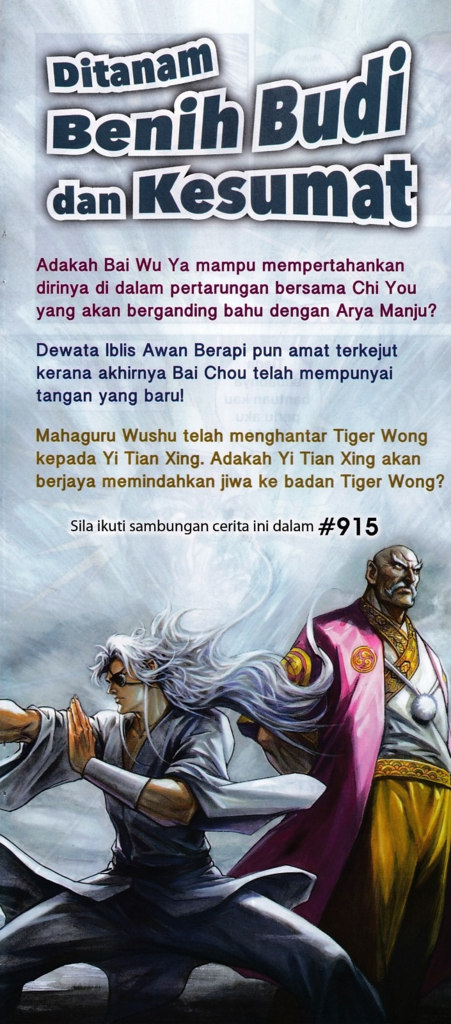 Ditanam
Benih Budi
dan Kesumat
Adakah Bai Wu Ya mampu mempertahankan
dirinya di dalam pertarungan bersama Chi You
yang akan berganding bahu dengan Arya Manju?
Dewata Iblis Awan Berapi pun amat terkejut
kerana akhirnya Bai Chou telah mempunyai
tangan yang baru!
Mahaguru Wushu telah menghantar Tiger Wong
kepada Yi Tian Xing. Adakah Yi Tian Xing akan
berjaya memindahkan jiwa ke badan Tiger Wong?
Sila ikuti sambungan cerita ini dalam #915